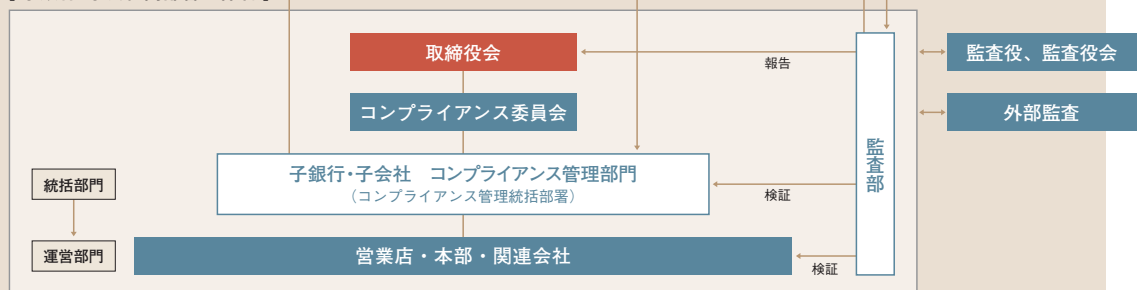 取締役会
報告
監査役、監査役会
コンプライアンス委員会
外部監査
監査部
子銀行・子会社　コンプライアンス管理部門
（コンプライアンス管理統括部署）
検証
統括部門
運営部門
営業店・本部・関連会社
検証